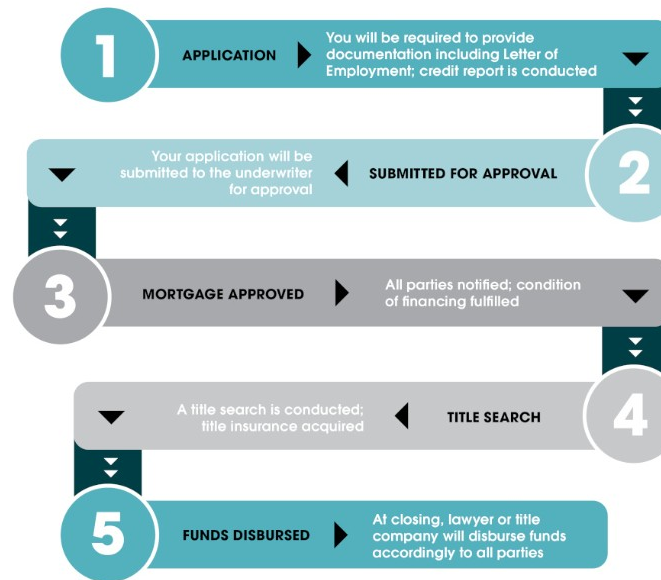 1
APPLICATION
You will be required to provide
documentation including Letter of
Employment; credit report is conducted
2
SUBMITTED FOR APPROVAL
Your application will be
submitted to the underwriter
for approval
3
MORTGAGE APPROVED
All parties notified; condition
of financing fulfilled
4
TITLE SEARCH
A title search is conducted;
title insurance acquired
5
FUNDS DISBURSED
At closing, lawyer or title
company will disburse funds
accordingly to all parties